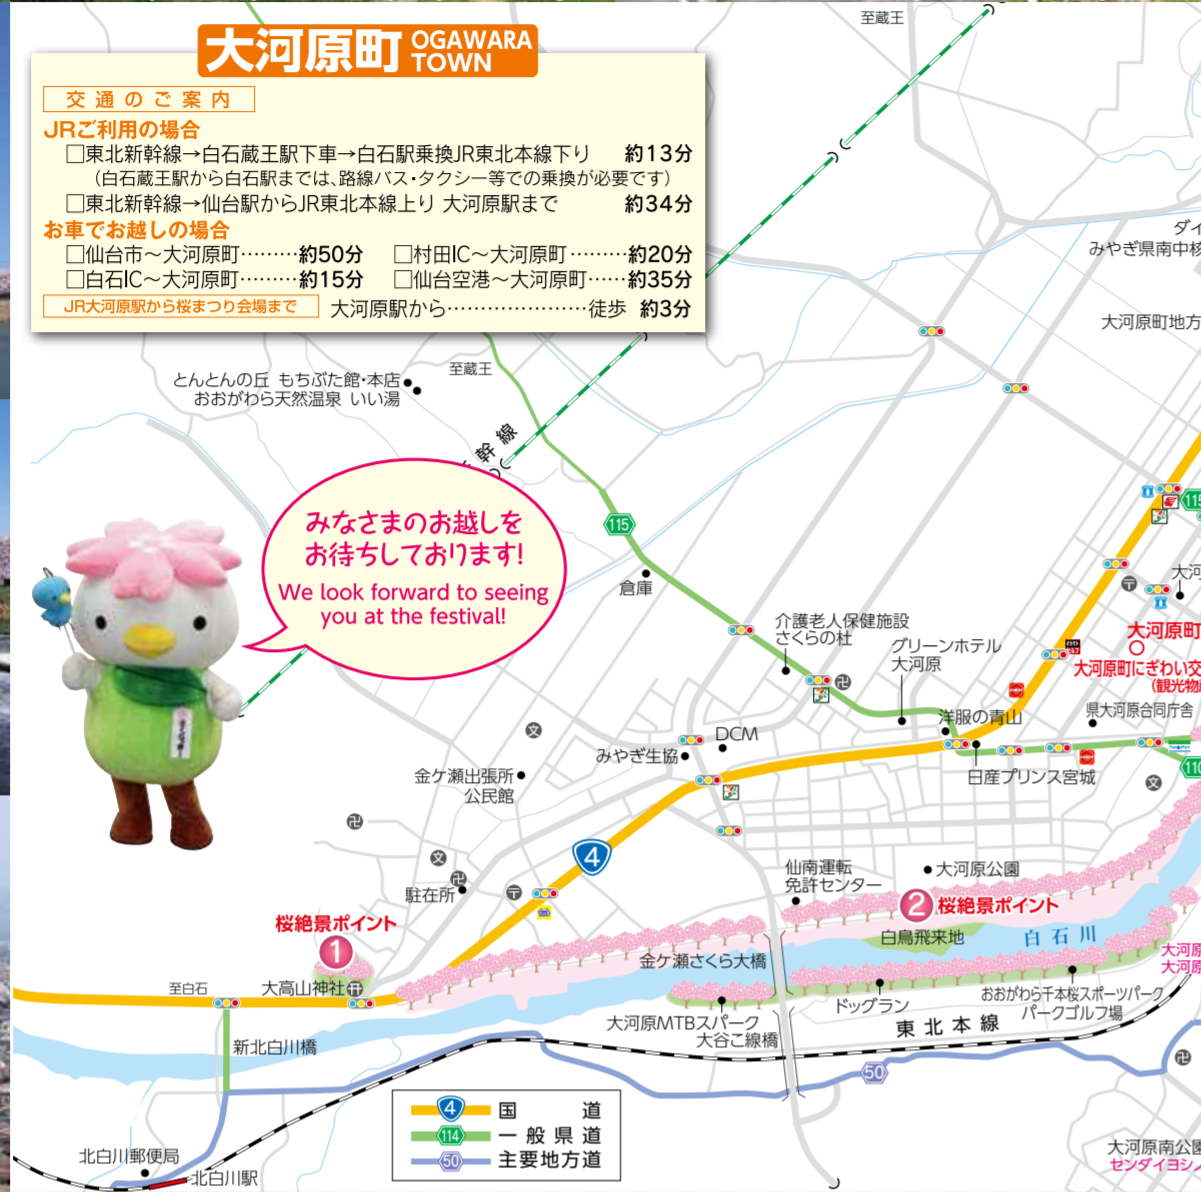 大河原町 OGAWARA TOWN
交通のご案内
JRご利用の場合
□東北新幹線→白石蔵王駅下車→白石駅乗換JR東北本線下り 約13分
(白石蔵王駅から白石駅までは、路線バス・タクシー等での乗換が必要です)
□東北新幹線→仙台駅からJR東北本線上り 大河原駅まで 約34分
お車でお越しの場合
□仙台市～大河原町………約50分 □村田IC～大河原町………約20分
□白石IC～大河原町………約15分 □仙台空港～大河原町……約35分
JR大河原駅から桜まつり会場まで 大河原駅から…………………徒歩 約3分
至蔵王
ダイ
みやぎ県南中核
大河原町地方
とんとんの丘 もちぶた館・本店
おおがわら天然温泉 いい湯
至蔵王
幹線
みなさまのお越しを
お待ちしております!
We look forward to seeing
you at the festival!
115
115
倉庫
介護老人保健施設
さくらの杜
グリーンホテル
大河原
大河
大河原町
大河原町にぎわい交
(観光物
県大河原合同庁舎
洋服の青山
日産プリンス宮城
110
DCM
みやぎ生協
金ケ瀬出張所
公民館
文
文
文
4
駐在所
仙南運転
免許センター
大河原公園
桜絶景ポイント
1
2
桜絶景ポイント
白鳥飛来地
白石川
金ケ瀬さくら大橋
至白石
大高山神社
新北白川橋
大河原MTBスパーク
大谷こ線橋
ドッグラン
おおがわら千本桜スポーツパーク
パークゴルフ場
東北本線
大河原
大河原
50
4 国道
114 一般県道
50 主要地方道
北白川郵便局
北白川駅
大河原南公園
センダイヨシノ